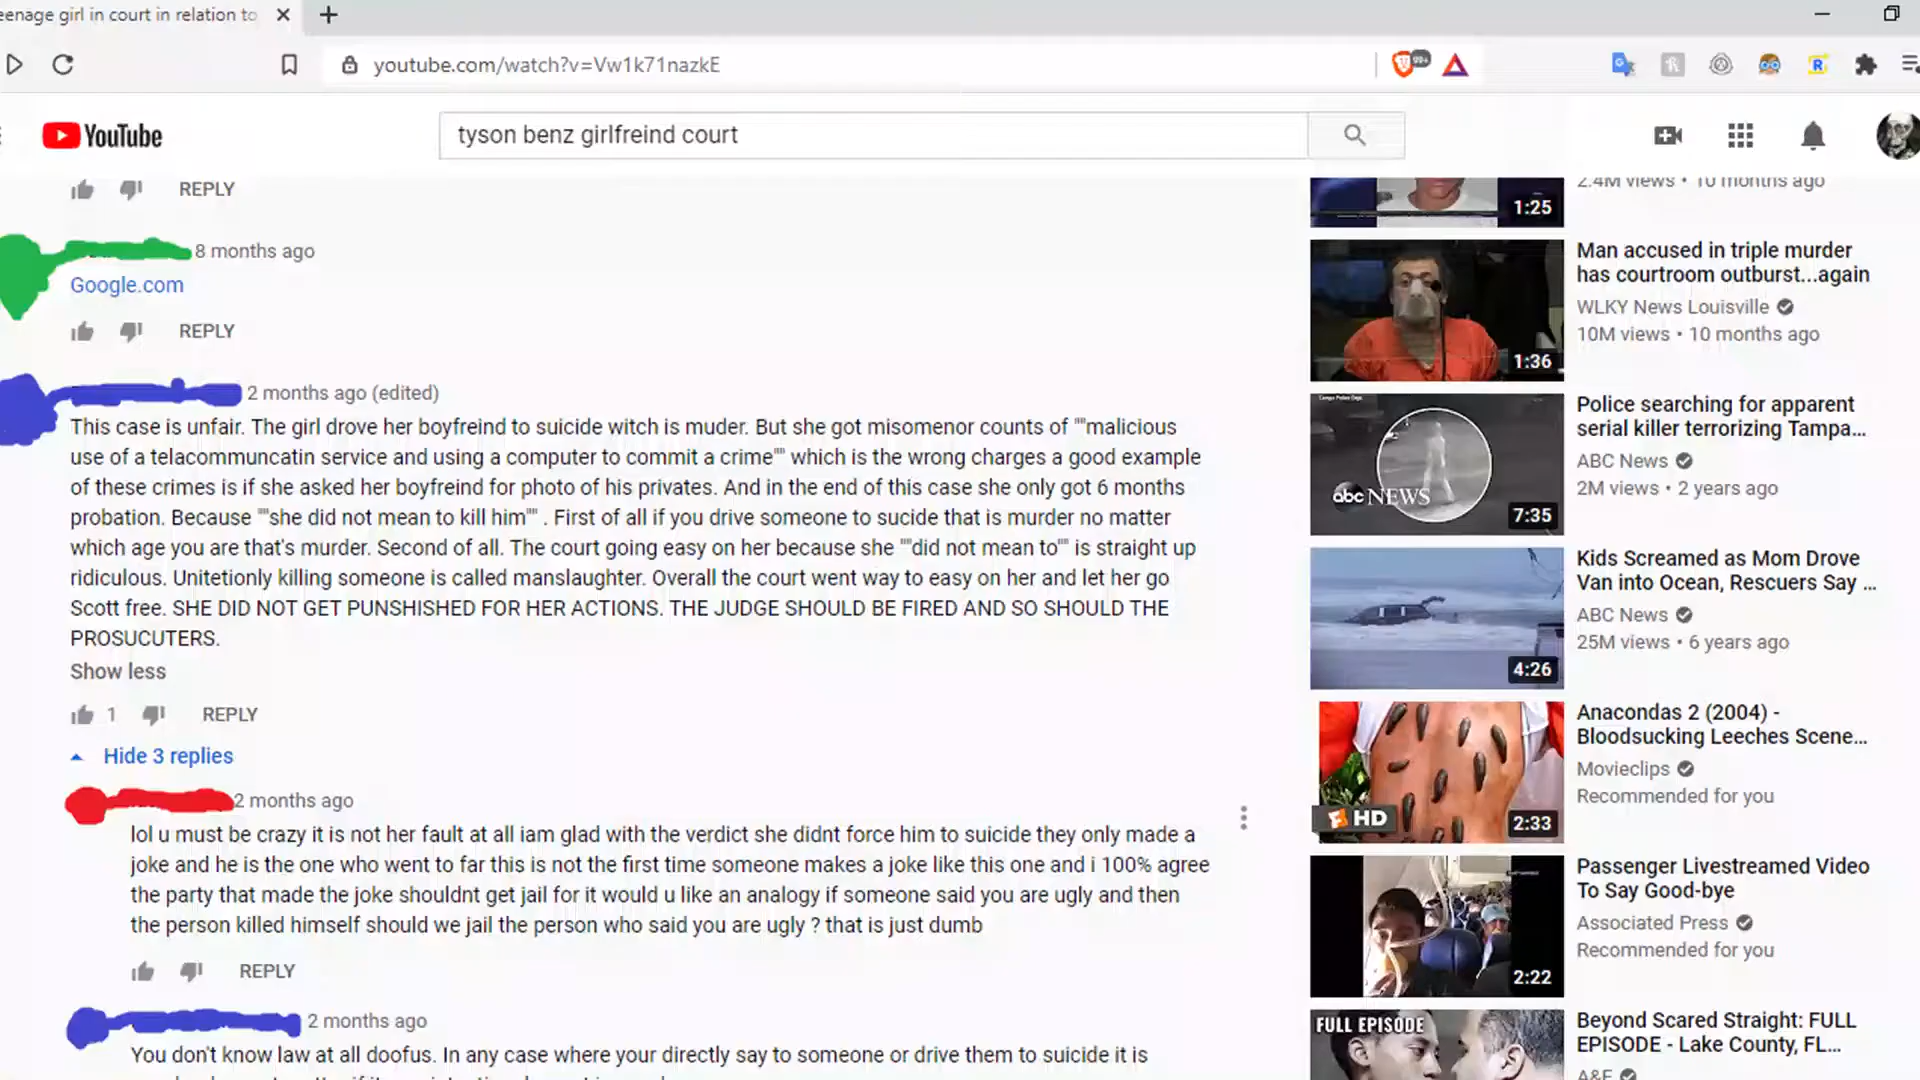 eenage girl in court in relation to
youtube.com/watch?v=Vw1k71nazkE
99+
YouTube
tyson benz girlfreind court
REPLY
8 months ago
Google.com
REPLY
2 months ago (edited)
This case is unfair. The girl drove her boyfreind to suicide witch is muder. But she got misomenor counts of ""malicious
use of a telacommuncatin service and using a computer to commit a crime"" which is the wrong charges a good example
of these crimes is if she asked her boyfreind for photo of his privates. And in the end of this case she only got 6 months
probation. Because ""she did not mean to kill him"" . First of all if you drive someone to sucide that is murder no matter
which age you are that's murder. Second of all. The court going easy on her because she ""did not mean to"" is straight up
ridiculous. Unitetionly killing someone is called manslaughter. Overall the court went way to easy on her and let her go
Scott free. SHE DID NOT GET PUNSHISHED FOR HER ACTIONS. THE JUDGE SHOULD BE FIRED AND SO SHOULD THE
PROSUCUTERS.
Show less
1 REPLY
Hide 3 replies
2 months ago
lol u must be crazy it is not her fault at all iam glad with the verdict she didnt force him to suicide they only made a
joke and he is the one who went to far this is not the first time someone makes a joke like this one and i 100% agree
the party that made the joke shouldnt get jail for it would u like an analogy if someone said you are ugly and then
the person killed himself should we jail the person who said you are ugly ? that is just dumb
REPLY
2 months ago
You don't know law at all doofus. In any case where your directly say to someone or drive them to suicide it is
2.4M views • 10 months ago
1:25
Man accused in triple murder
has courtroom outburst...again
WLKY News Louisville
10M views • 10 months ago
1:36
Police searching for apparent
serial killer terrorizing Tampa...
ABC News
2M views • 2 years ago
abc NEWS
7:35
Kids Screamed as Mom Drove
Van into Ocean, Rescuers Say ...
ABC News
25M views • 6 years ago
4:26
Anacondas 2 (2004) -
Bloodsucking Leeches Scene...
Movieclips
Recommended for you
HD
2:33
Passenger Livestreamed Video
To Say Good-bye
Associated Press
Recommended for you
2:22
FULL EPISODE
Beyond Scared Straight: FULL
EPISODE - Lake County, FL...
A&E